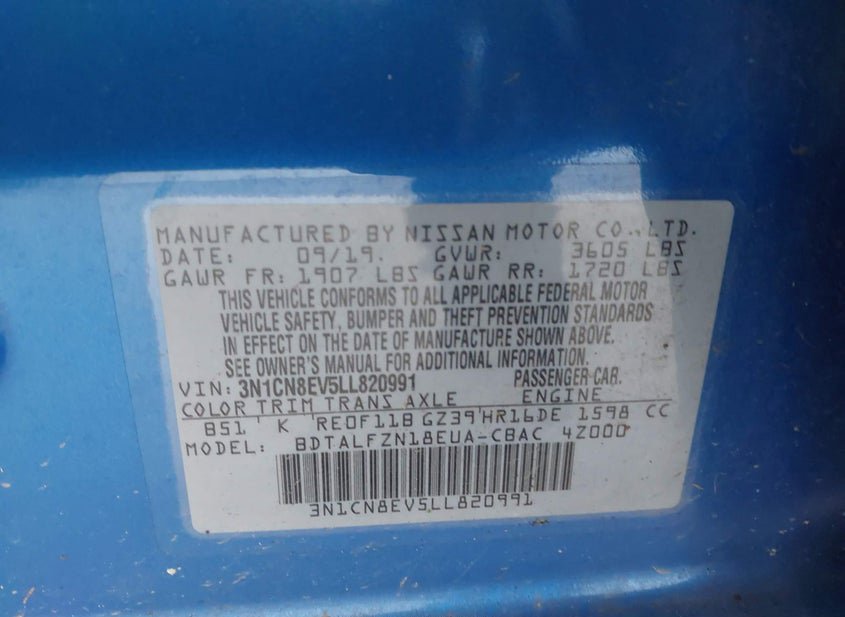 MANUFACTURED BY NISSAN MOTOR CO., LTD.
DATE: 09/19. GVWR: 3605 LBS
GAWR FR: 1907 LBS GAWR RR: 1720 LBS
THIS VEHICLE CONFORMS TO ALL APPLICABLE FEDERAL MOTOR
VEHICLE SAFETY, BUMPER AND THEFT PREVENTION STANDARDS
IN EFFECT ON THE DATE OF MANUFACTURE SHOWN ABOVE.
SEE OWNER'S MANUAL FOR ADDITIONAL INFORMATION.
VIN: 3N1CN8EV5LL820991 PASSENGER CAR.
COLOR TRIM TRANS AXLE ENGINE
B51 K RE0F11B GZ39 HR16DE 1598 CC
MODEL: BDTALFZN18EUA-CBAC 4Z000
3N1CN8EV5LL820991